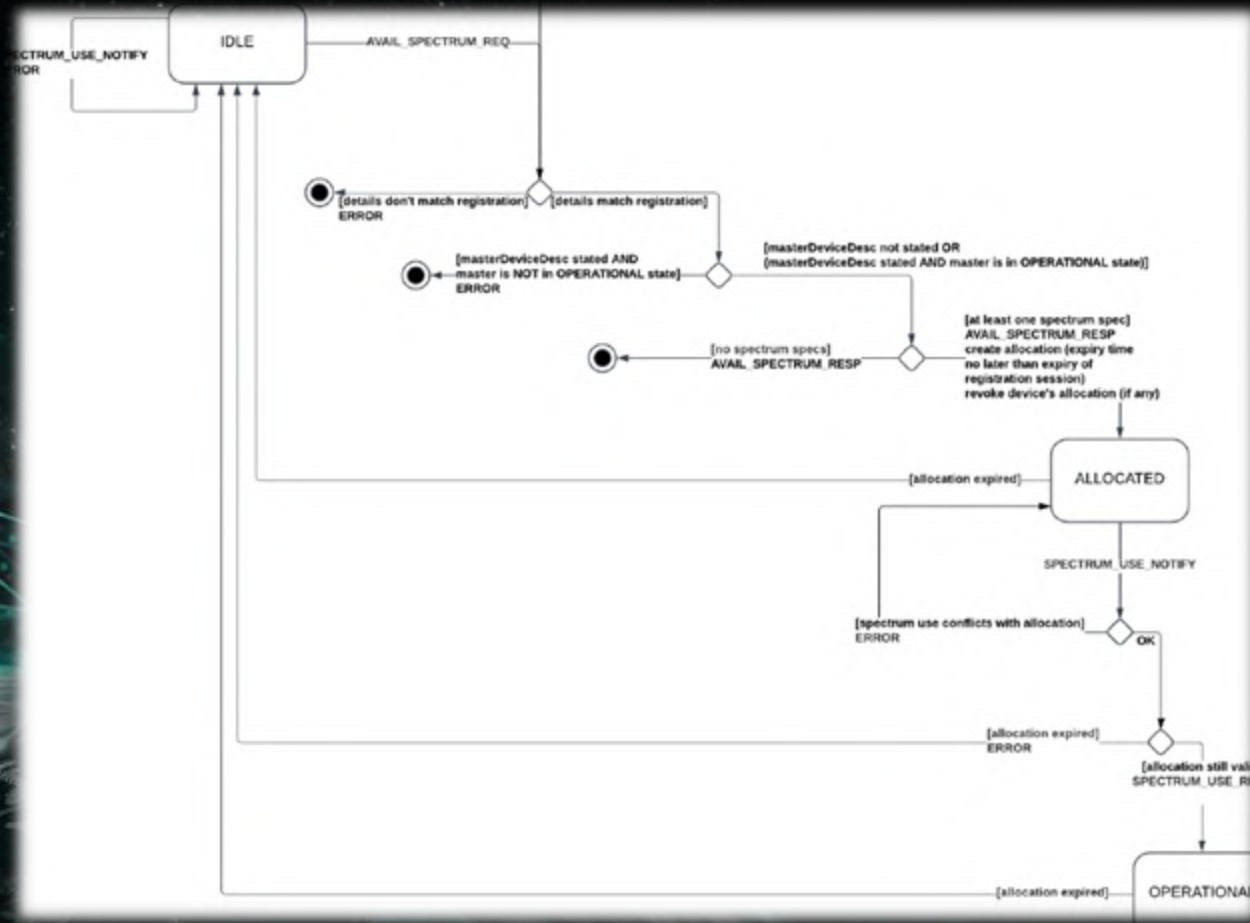 IDLE
AVAIL_SPECTRUM_REQ
ECTRUM_USE_NOTIFY
ROR
[details don't match registration]
ERROR
[details match registration]
[masterDeviceDesc stated AND
master is NOT in OPERATIONAL state]
ERROR
[masterDeviceDesc not stated OR
(masterDeviceDesc stated AND master is in OPERATIONAL state)]
[no spectrum specs]
AVAIL_SPECTRUM_RESP
[at least one spectrum spec]
AVAIL_SPECTRUM_RESP
create allocation (expiry time
no later than expiry of
registration session)
revoke device's allocation (if any)
[allocation expired]
ALLOCATED
SPECTRUM_USE_NOTIFY
[spectrum use conflicts with allocation]
ERROR
OK
[allocation expired]
ERROR
[allocation still val
SPECTRUM_USE_R
[allocation expired]
OPERATIONA